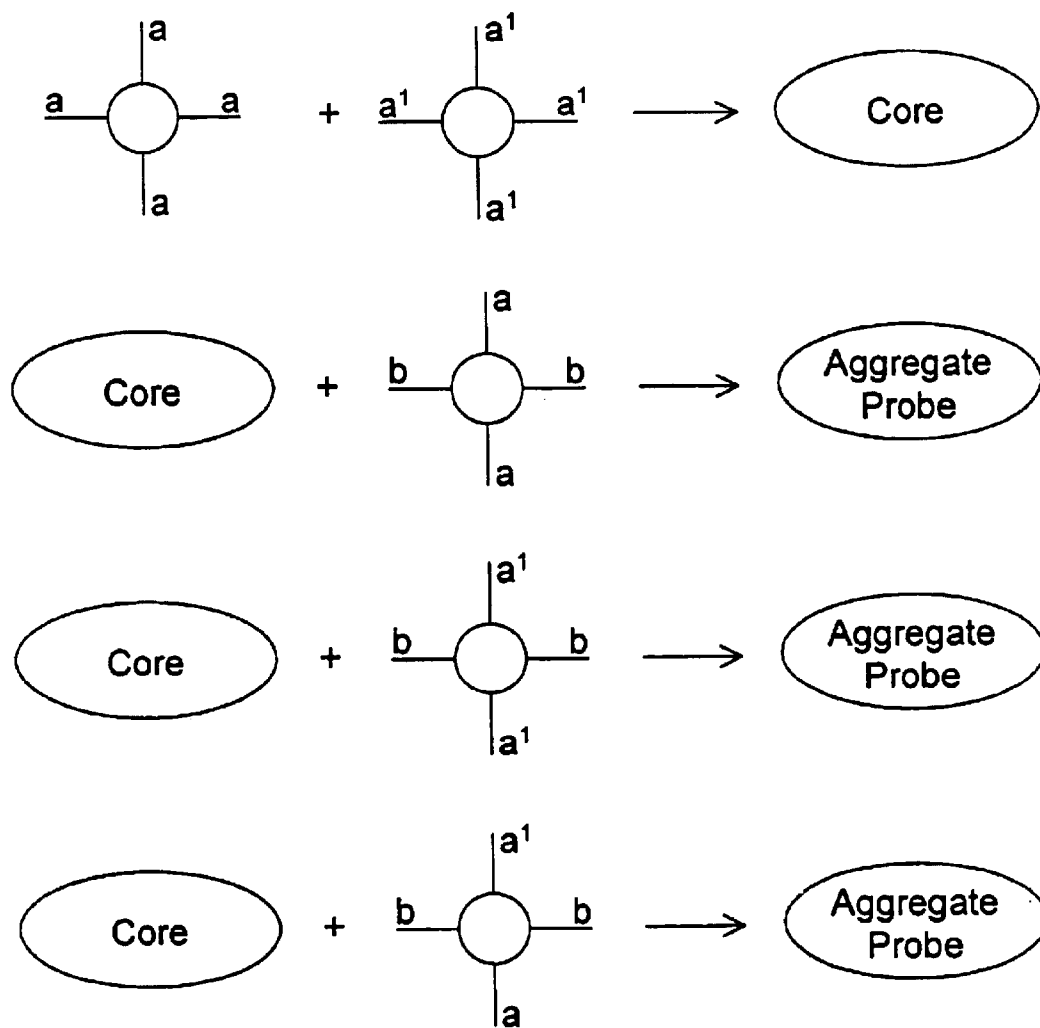 a a¹
a a + a¹ a¹ → Core
a a¹
a
Core + b b → Aggregate
Probe
a
a¹
Core + b b → Aggregate
Probe
a¹
a¹
Core + b b → Aggregate
Probe
a